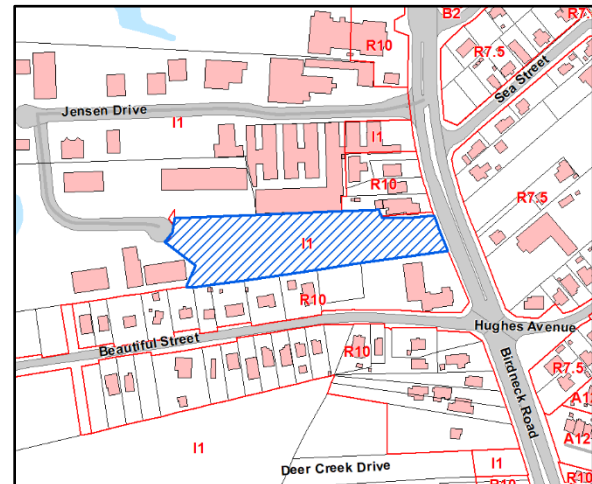 B2
R7.5
R10
R7.5
Sea Street
Jensen Drive
I1
I1
R10
R7.5
I1
R10
Hughes Avenue
Beautiful Street
R10
R7.5
Birdneck Road
A12
I1
A12
Deer Creek Drive
I1
R10
R10